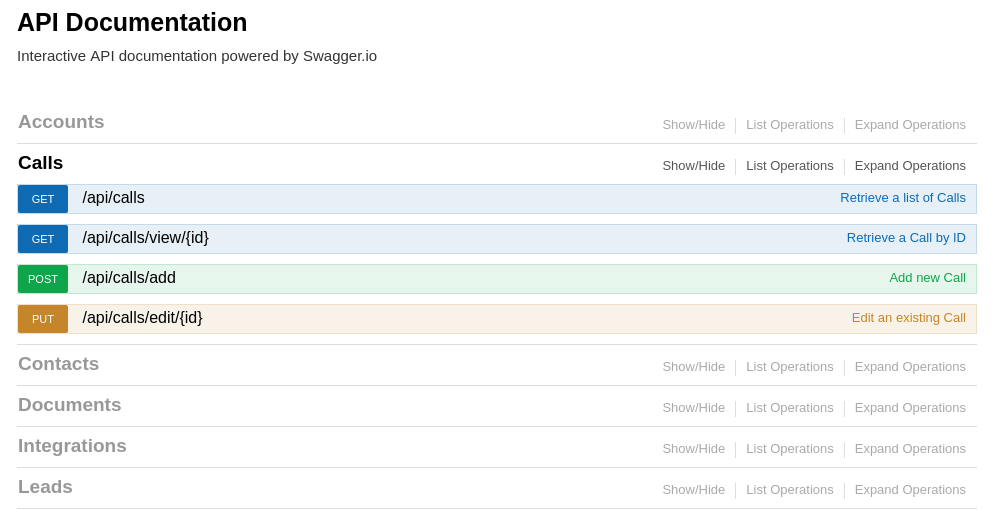 API Documentation
Interactive API documentation powered by Swagger.io
Accounts Show/Hide List Operations Expand Operations
Calls Show/Hide List Operations Expand Operations
GET /api/calls Retrieve a list of Calls
GET /api/calls/view/{id} Retrieve a Call by ID
POST /api/calls/add Add new Call
PUT /api/calls/edit/{id} Edit an existing Call
Contacts Show/Hide List Operations Expand Operations
Documents Show/Hide List Operations Expand Operations
Integrations Show/Hide List Operations Expand Operations
Leads Show/Hide List Operations Expand Operations